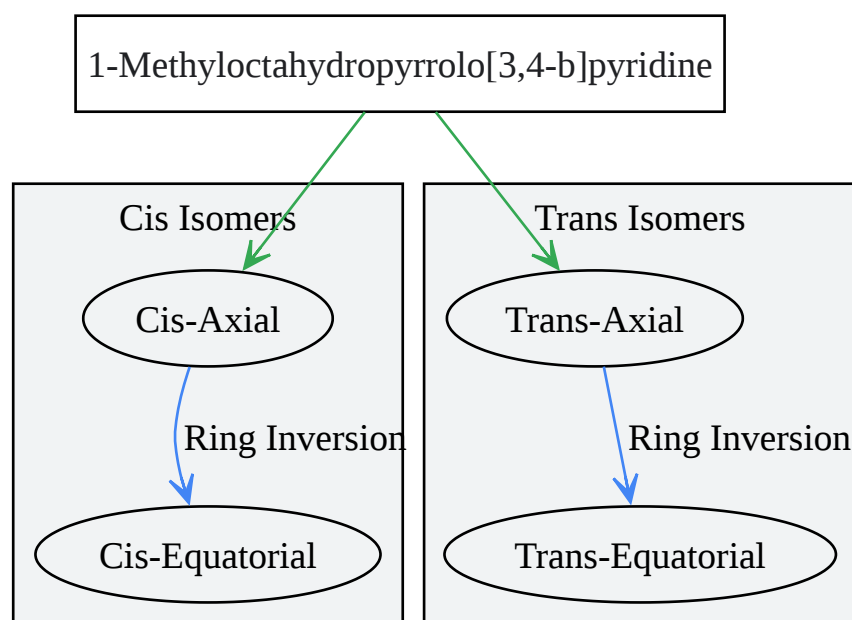 1-Methyloctahydropyrrolo[3,4-b]pyridine
Cis Isomers
Trans Isomers
Cis-Axial
Trans-Axial
Ring Inversion
Ring Inversion
Cis-Equatorial
Trans-Equatorial